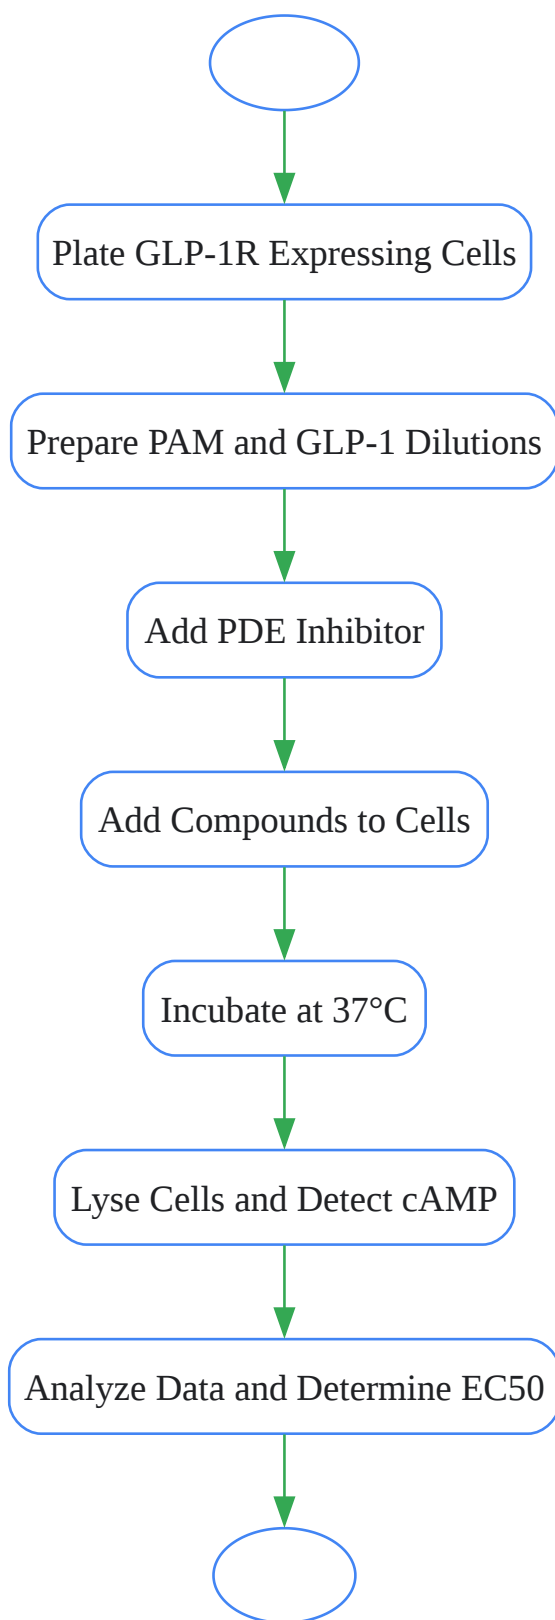 Plate GLP-1R Expressing Cells
Prepare PAM and GLP-1 Dilutions
Add PDE Inhibitor
Add Compounds to Cells
Incubate at 37°C
Lyse Cells and Detect cAMP
Analyze Data and Determine EC50